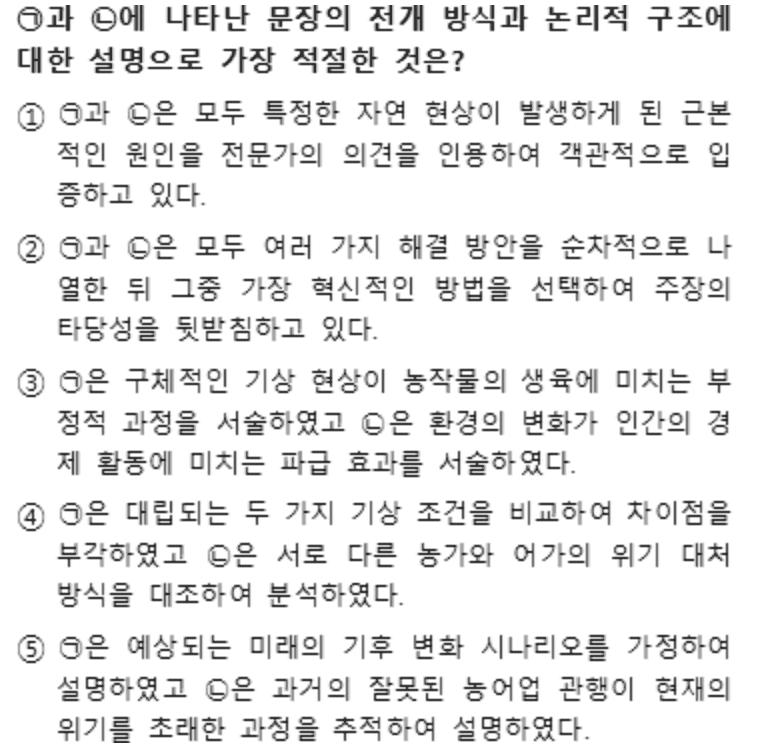 ㉠과 ㉡에 나타난 문장의 전개 방식과 논리적 구조에
대한 설명으로 가장 적절한 것은?
① ㉠과 ㉡은 모두 특정한 자연 현상이 발생하게 된 근본
적인 원인을 전문가의 의견을 인용하여 객관적으로 입
증하고 있다.
② ㉠과 ㉡은 모두 여러 가지 해결 방안을 순차적으로 나
열한 뒤 그중 가장 혁신적인 방법을 선택하여 주장의
타당성을 뒷받침하고 있다.
③ ㉠은 구체적인 기상 현상이 농작물의 생육에 미치는 부
정적 과정을 서술하였고 ㉡은 환경의 변화가 인간의 경
제 활동에 미치는 파급 효과를 서술하였다.
④ ㉠은 대립되는 두 가지 기상 조건을 비교하여 차이점을
부각하였고 ㉡은 서로 다른 농가와 어가의 위기 대처
방식을 대조하여 분석하였다.
⑤ ㉠은 예상되는 미래의 기후 변화 시나리오를 가정하여
설명하였고 ㉡은 과거의 잘못된 농어업 관행이 현재의
위기를 초래한 과정을 추적하여 설명하였다.